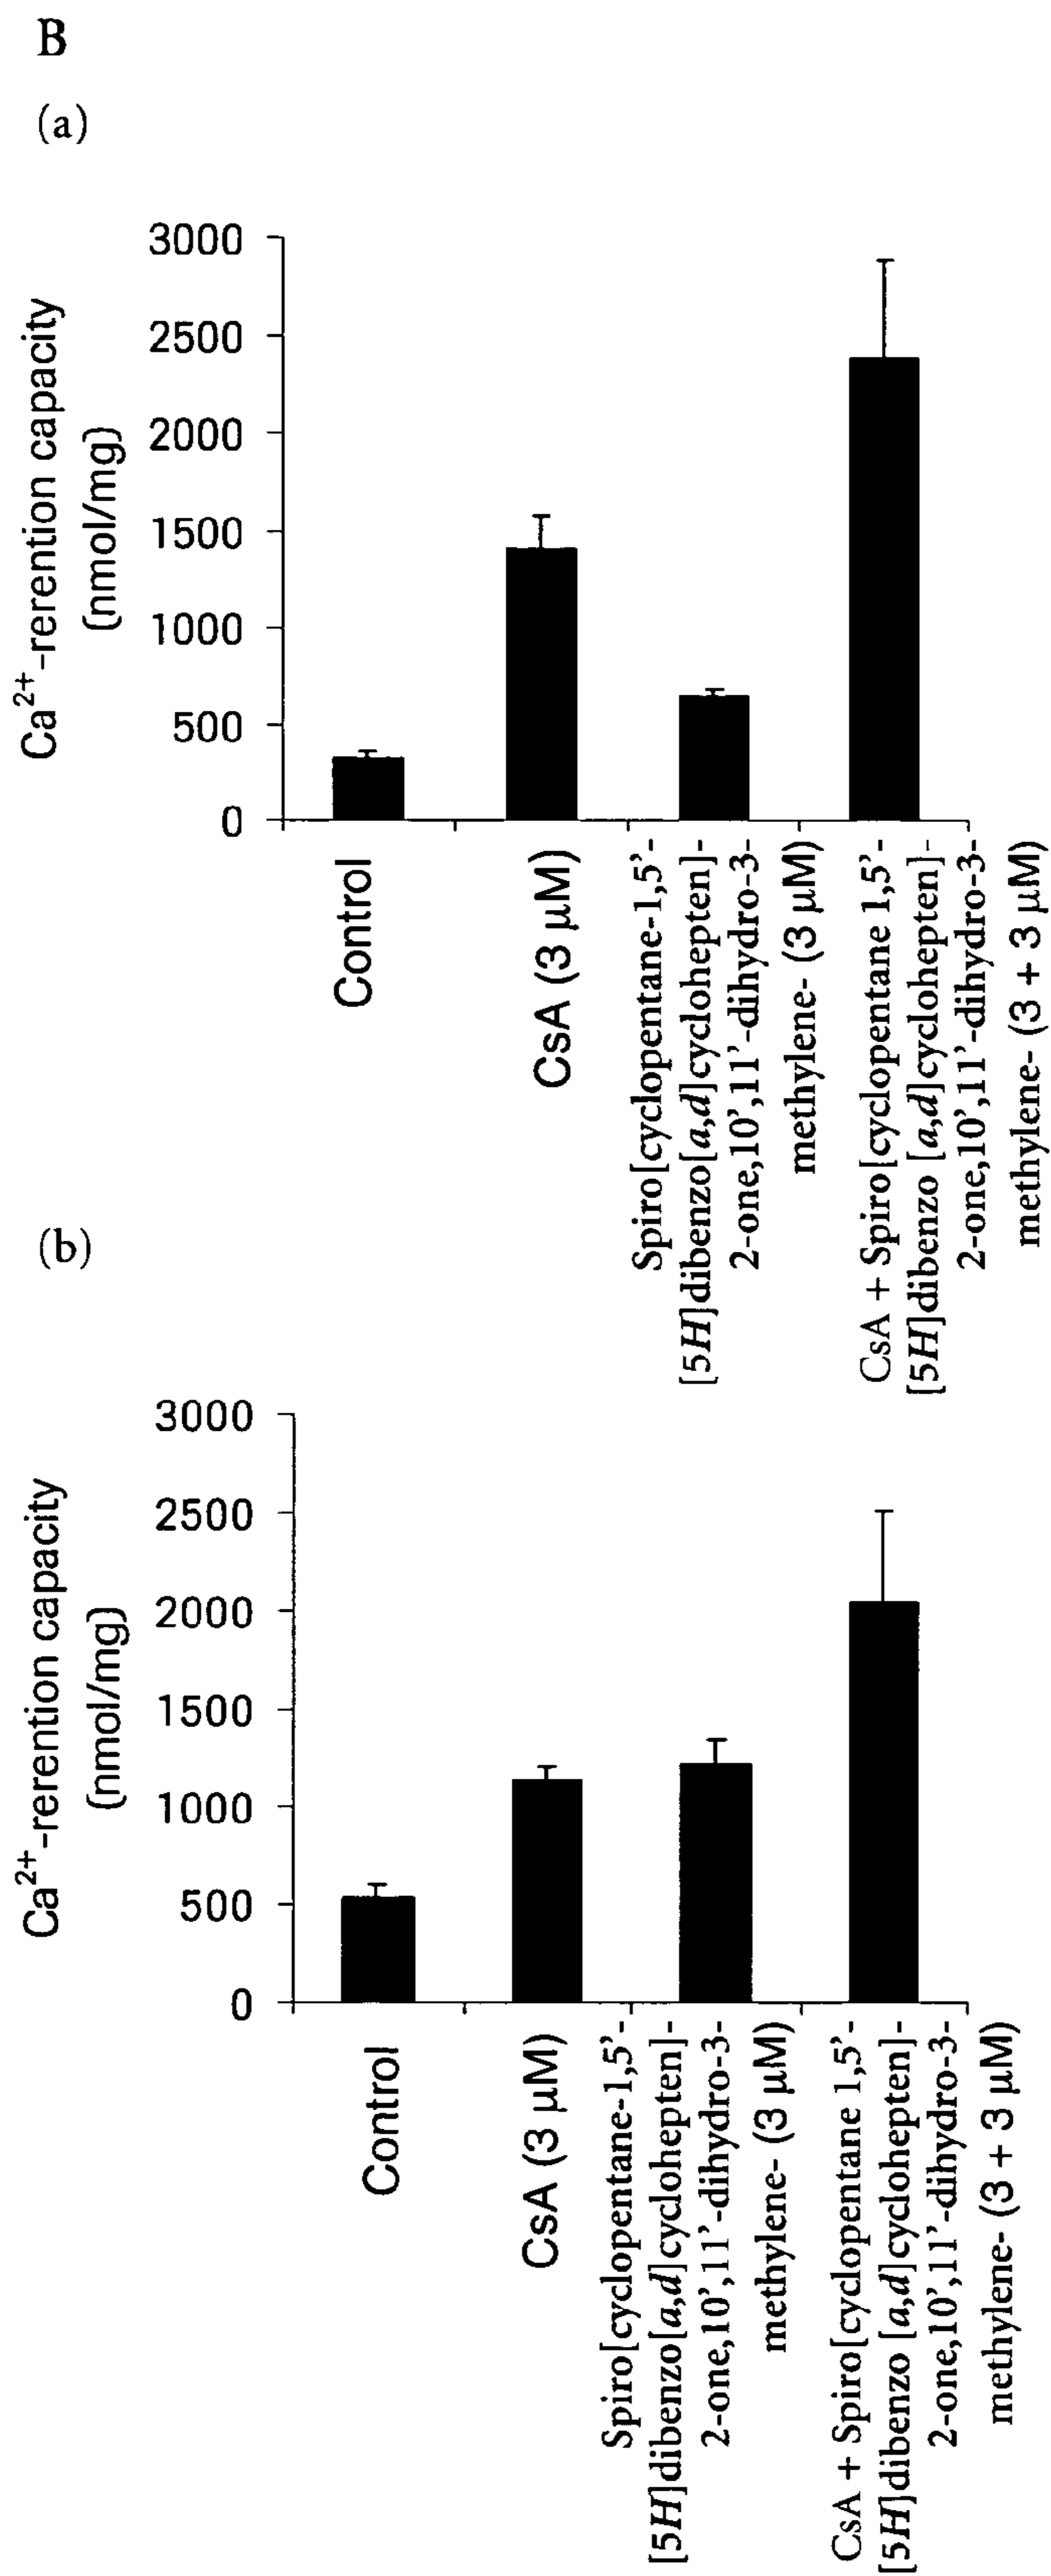 B
(a)
Ca²⁺-rerention capacity
(nmol/mg)
3000
2500
2000
1500
1000
500
0
Control
CsA (3 μM)
Spiro[cyclopentane-1,5’-
[5H]dibenzo[a,d]cyclohepten]-
2-one,10’,11’-dihydro-3-
methylene- (3 μM)
CsA + Spiro[cyclopentane 1,5’-
[5H]dibenzo [a,d]cyclohepten]-
2-one,10’,11’-dihydro-3-
methylene- (3 + 3 μM)
(b)
Ca²⁺-rerention capacity
(nmol/mg)
3000
2500
2000
1500
1000
500
0
Control
CsA (3 μM)
Spiro[cyclopentane-1,5’-
[5H]dibenzo[a,d]cyclohepten]-
2-one,10’,11’-dihydro-3-
methylene- (3 μM)
CsA + Spiro[cyclopentane 1,5’-
[5H]dibenzo [a,d]cyclohepten]-
2-one,10’,11’-dihydro-3-
methylene- (3 + 3 μM)